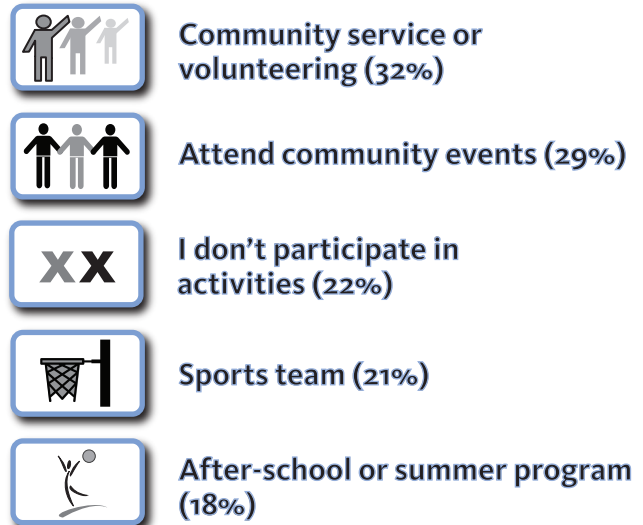 Community service or
volunteering (32%)
Attend community events (29%)
XX
I don’t participate in
activities (22%)
Sports team (21%)
After-school or summer program
(18%)